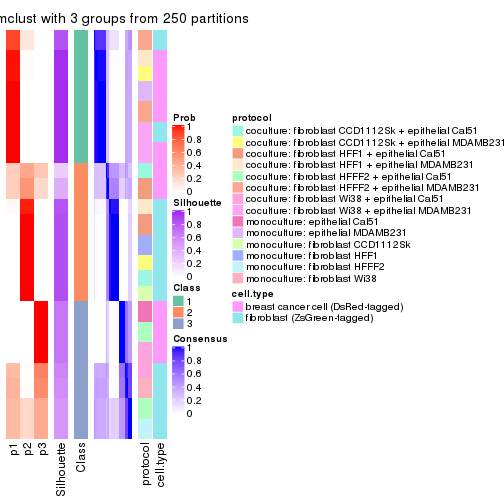 mclust with 3 groups from 250 partitions
p1
p2
p3
Silhouette
Class
protocol
cell.type
Prob
1
0.8
0.6
0.4
0.2
0
Silhouette
1
0.8
0.6
0.4
0.2
0
Class
1
2
3
Consensus
1
0.8
0.6
0.4
0.2
0
protocol
coculture: fibroblast CCD1112Sk + epithelial Cal51
coculture: fibroblast CCD1112Sk + epithelial MDAMB231
coculture: fibroblast HFF1 + epithelial Cal51
coculture: fibroblast HFF1 + epithelial MDAMB231
coculture: fibroblast HFFF2 + epithelial Cal51
coculture: fibroblast HFFF2 + epithelial MDAMB231
coculture: fibroblast Wi38 + epithelial Cal51
coculture: fibroblast Wi38 + epithelial MDAMB231
monoculture: epithelial Cal51
monoculture: epithelial MDAMB231
monoculture: fibroblast CCD1112Sk
monoculture: fibroblast HFF1
monoculture: fibroblast HFFF2
monoculture: fibroblast Wi38
cell.type
breast cancer cell (DsRed-tagged)
fibroblast (ZsGreen-tagged)